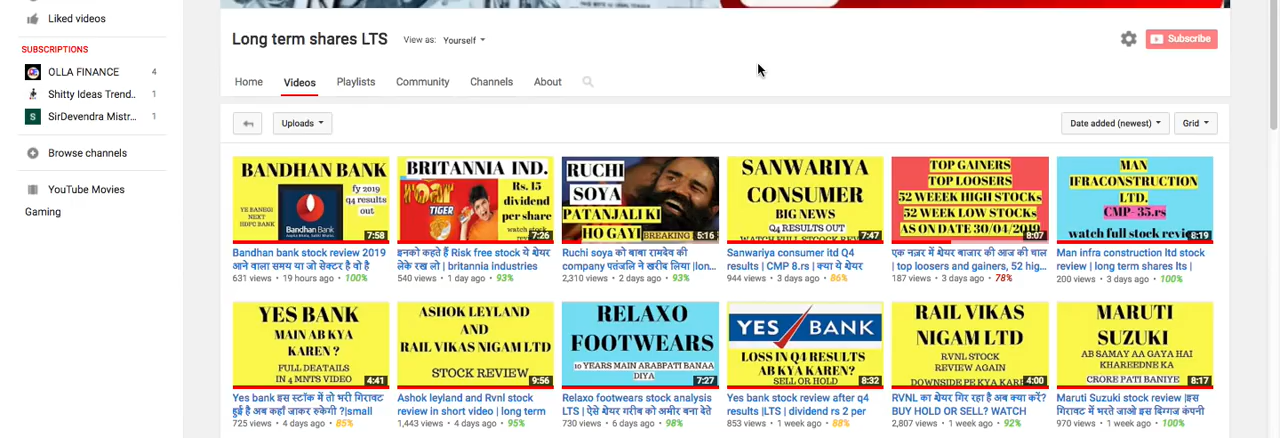 Liked videos
SUBSCRIPTIONS
OLLA FINANCE 4
Shitty Ideas Trend.. 1
SirDevendra Mistr... 1
Browse channels
YouTube Movies
Gaming
Long term shares LTS View as: Yourself
Subscribe
Home Videos Playlists Community Channels About
Uploads
Date added (newest) Grid
BANDHAN BANK
fy 2019
q4 results
out
YE BANEGI
NEXT
HDFC BANK
Bandhan Bank
7:58
Bandhan bank stock review 2019
आने वाला समय या जो सेक्टर है वो है
631 views • 19 hours ago • 100%
BRITANNIA IND.
TIGER
Rs. 15
dividend
per share
watch stock
7:26
इनको कहते हैं Risk free stock ये शेयर
लेके रख लो | britannia industries
540 views • 1 day ago • 93%
RUCHI
SOYA
PATANJALI KI
HO GAYI
BREAKING
5:16
Ruchi soya को बाबा रामदेव की
company पतंजलि ने खरीद लिया |lon...
2,310 views • 2 days ago • 93%
SANWARIYA
CONSUMER
BIG NEWS
Q4 RESULTS OUT
7:47
Sanwariya consumer itd Q4
results | CMP 8.rs | क्या ये शेयर
944 views • 3 days ago • 86%
TOP GAINERS
TOP LOOSERS
52 WEEK HIGH STOCKs
52 WEEK LOW STOCKs
AS ON DATE 30/04/2019
8:07
एक नज़र में शेयर बाजार की आज की चाल
| top loosers and gainers, 52 hig...
187 views • 3 days ago • 78%
MAN
IFRACONSTRUCTION
LTD.
CMP- 35.rs
watch full stock revie
8:19
Man infra construction ltd stock
review | long term shares lts |
200 views • 3 days ago • 100%
YES BANK
MAIN AB KYA
KAREN ?
FULL DEATAILS
IN 4 MNTS VIDEO
4:41
Yes bank इस स्टॉक में तो भरी गिरावट
हुई है अब कहाँ जाकर रुकेगी ?|small
725 views • 4 days ago • 85%
ASHOK LEYLAND
AND
RAIL VIKAS NIGAM LTD
STOCK REVIEW
9:56
Ashok leyland and Rvnl stock
review in short video | long term
1,443 views • 4 days ago • 95%
RELAXO
FOOTWEARS
10 YEARS MAIN ARABPATI BANAA
DIYA
7:27
Relaxo footwears stock analysis
LTS | ऐसे शेयर गरीब को अमीर बना देते
730 views • 6 days ago • 98%
YES BANK
LOSS IN Q4 RESULTS
AB KYA KAREN?
SELL OR HOLD
8:32
Yes bank stock review after q4
results |LTS | dividend rs 2 per
853 views • 1 week ago • 88%
RAIL VIKAS
NIGAM LTD
RVNL STOCK
REVIEW AGAIN
DOWNSIDE PE KYA KAR
4:00
RVNL का शेयर गिर रहा है अब क्या करें?
BUY HOLD OR SELL? WATCH
2,807 views • 1 week ago • 92%
MARUTI
SUZUKI
AB SAMAY AA GAYA HAI
KHAREEDNE KA
CRORE PATI BANIYE
8:17
Maruti Suzuki stock review |इस
गिरावट में भरते जाओ इस दिग्गज कंपनी
970 views • 1 week ago • 100%